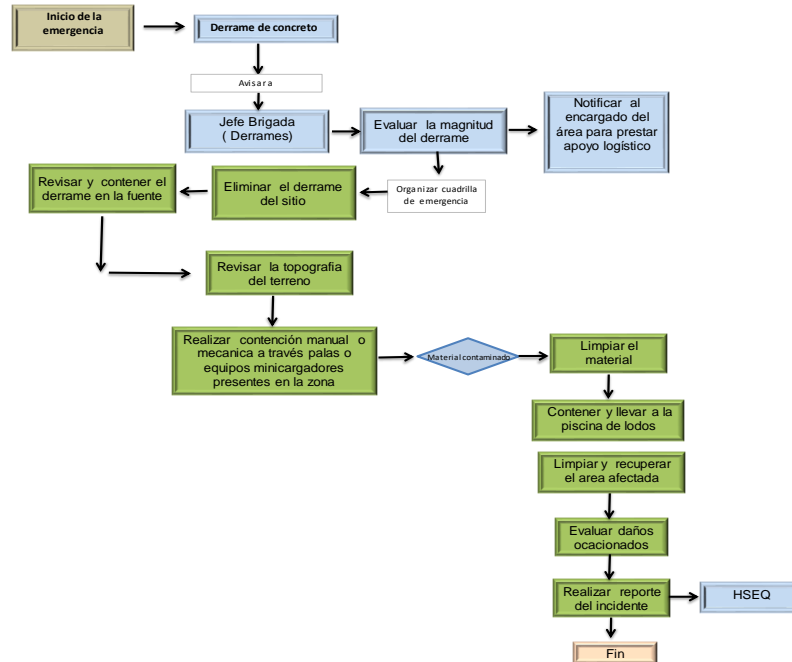 Inicio de la
emergencia
Derrame de concreto
Avisar a
Jefe Brigada
( Derrames)
Evaluar la magnitud
del derrame
Notificar al
encargado del
área para prestar
apoyo logístico
Organizar cuadrilla
de emergencia
Eliminar el derrame
del sitio
Revisar y contener el
derrame en la fuente
Revisar la topografia
del terreno
Realizar contención manual o
mecanica a través palas o
equipos minicargadores
presentes en la zona
Material contaminado
Limpiar el
material
Contener y llevar a la
piscina de lodos
Limpiar y recuperar
el area afectada
Evaluar daños
ocacionados
Realizar reporte
del incidente
HSEQ
Fin